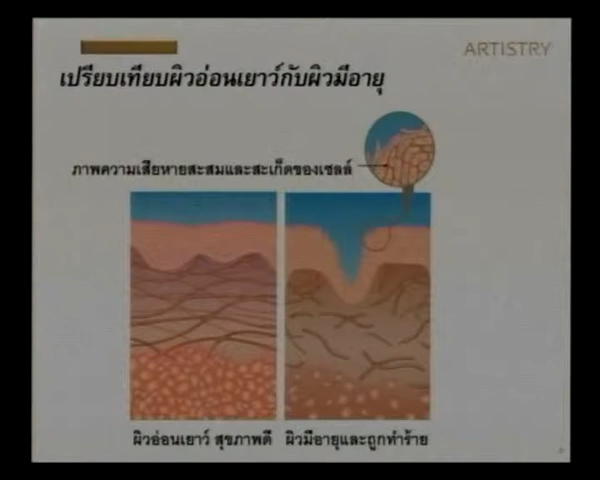 ARTISTRY
เปรียบเทียบผิวอ่อนเยาว์กับผิวมีอายุ
ภาพความเสียหายสะสมและสะเก็ดของเซลล์
ผิวอ่อนเยาว์ สุขภาพดี
ผิวมีอายุและถูกทำร้าย